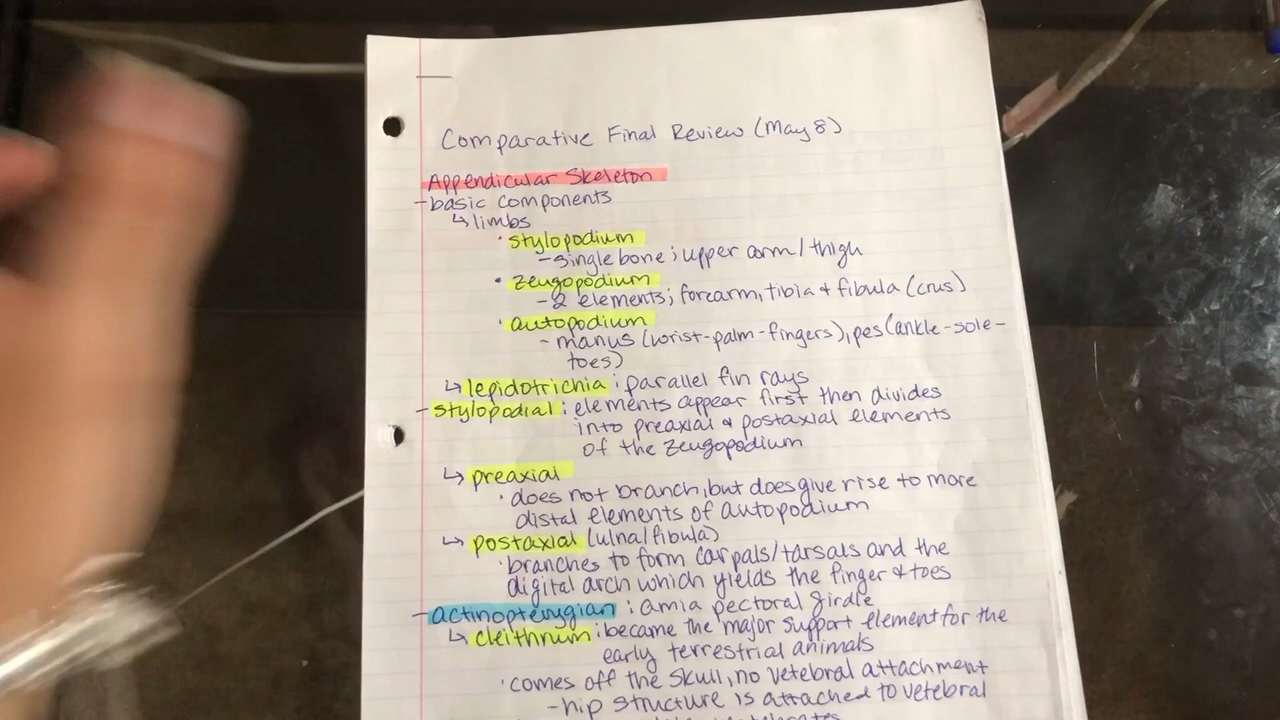 Comparative Final Review (May 8)
Appendicular Skeleton
-basic components
↳ limbs
• stylopodium
- single bone; upper arm/thigh
• zeugopodium
- 2 elements; forearm, tibia + fibula (crus)
• autopodium
- manus (wrist-palm-fingers), pes (ankle-sole-
toes)
↳ lepidotrichia: parallel fin rays
- stylopodial: elements appear first then divides
into preaxial & postaxial elements
of the zeugopodium
↳ preaxial
• does not branch, but does give rise to more
distal elements of autopodium
↳ postaxial (ulna/fibula)
• branches to form carpals/tarsals and the
digital arch which yields the finger & toes
- actinopterygian: amia pectoral girdle
↳ cleithrum: became the major support element for the
early terrestrial animals
• comes off the skull, no vetebral attachment
- hip structure is attached to vetebral